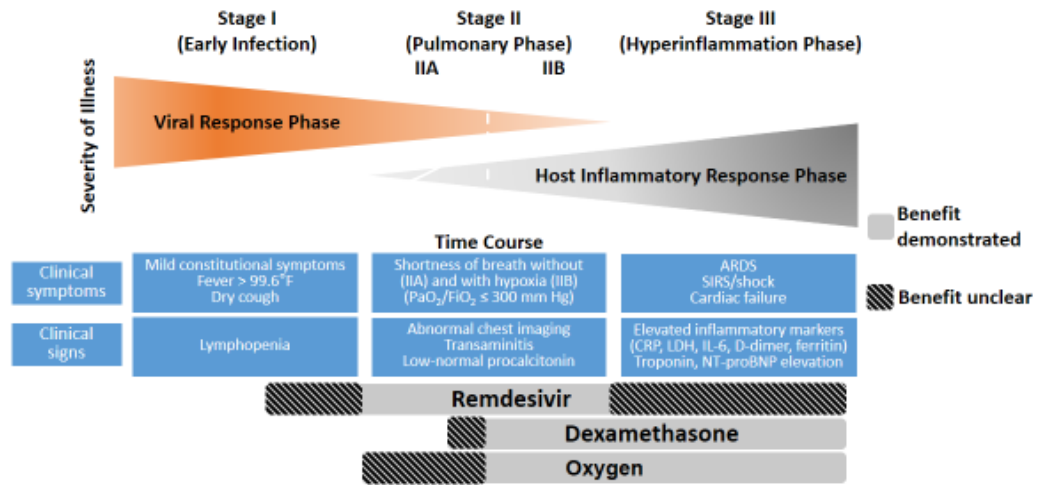 Stage I
(Early Infection)
Stage II
(Pulmonary Phase)
IIA
IIB
Stage III
(Hyperinflammation Phase)
Severity of Illness
Viral Response Phase
Host Inflammatory Response Phase
Benefit
demonstrated
Benefit unclear
Time Course
Clinical
symptoms
Mild constitutional symptoms
Fever > 99.6°F
Dry cough
Shortness of breath without
(IIA) and with hypoxia (IIB)
(PaO₂/FiO₂ ≤ 300 mm Hg)
ARDS
SIRS/shock
Cardiac failure
Clinical
signs
Lymphopenia
Abnormal chest imaging
Transaminitis
Low-normal procalcitonin
Elevated inflammatory markers
(CRP, LDH, IL-6, D-dimer, ferritin)
Troponin, NT-proBNP elevation
Remdesivir
Dexamethasone
Oxygen